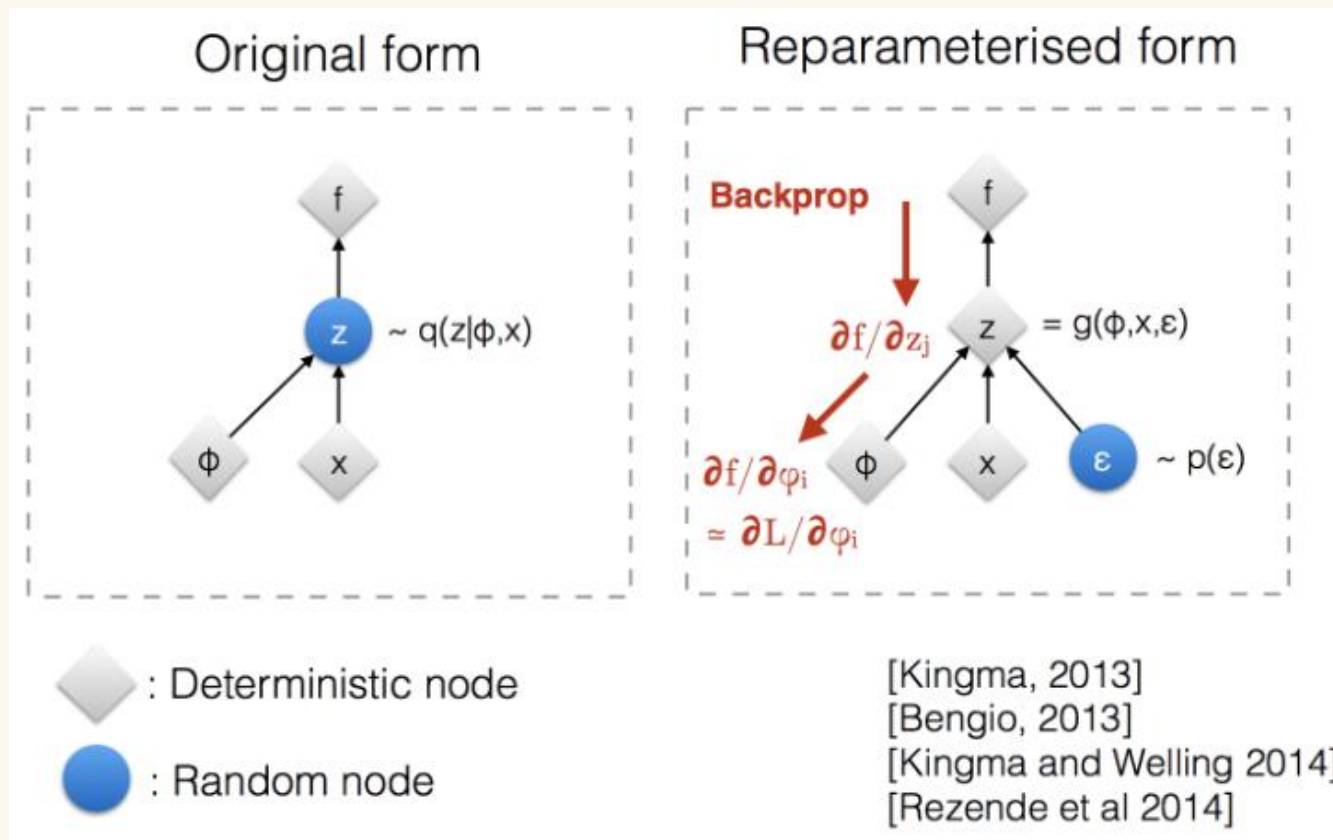 Original form
f
z ~ q(z|ϕ,x)
ϕ x
Reparameterised form
Backprop
f
∂f/∂zⱼ
z = g(ϕ,x,ε)
∂f/∂φᵢ
≃ ∂L/∂φᵢ
ϕ x ε ~ p(ε)
: Deterministic node
: Random node
[Kingma, 2013]
[Bengio, 2013]
[Kingma and Welling 2014]
[Rezende et al 2014]